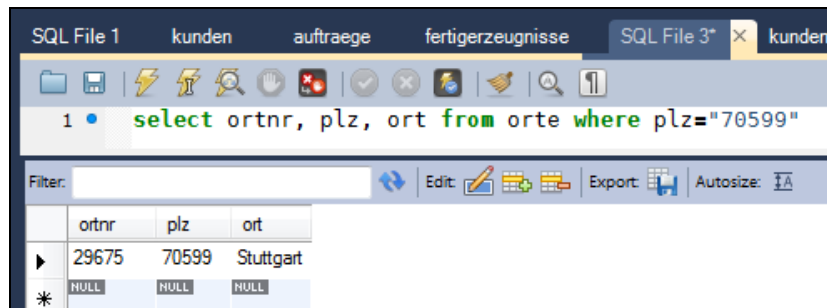 SQL File 1 kunden auftraege fertigerzeugnisse SQL File 3* kunden
1 select ortnr, plz, ort from orte where plz="70599"
Filter: Edit: Export: Autosize:
ortnr plz ort
29675 70599 Stuttgart
NULL NULL NULL